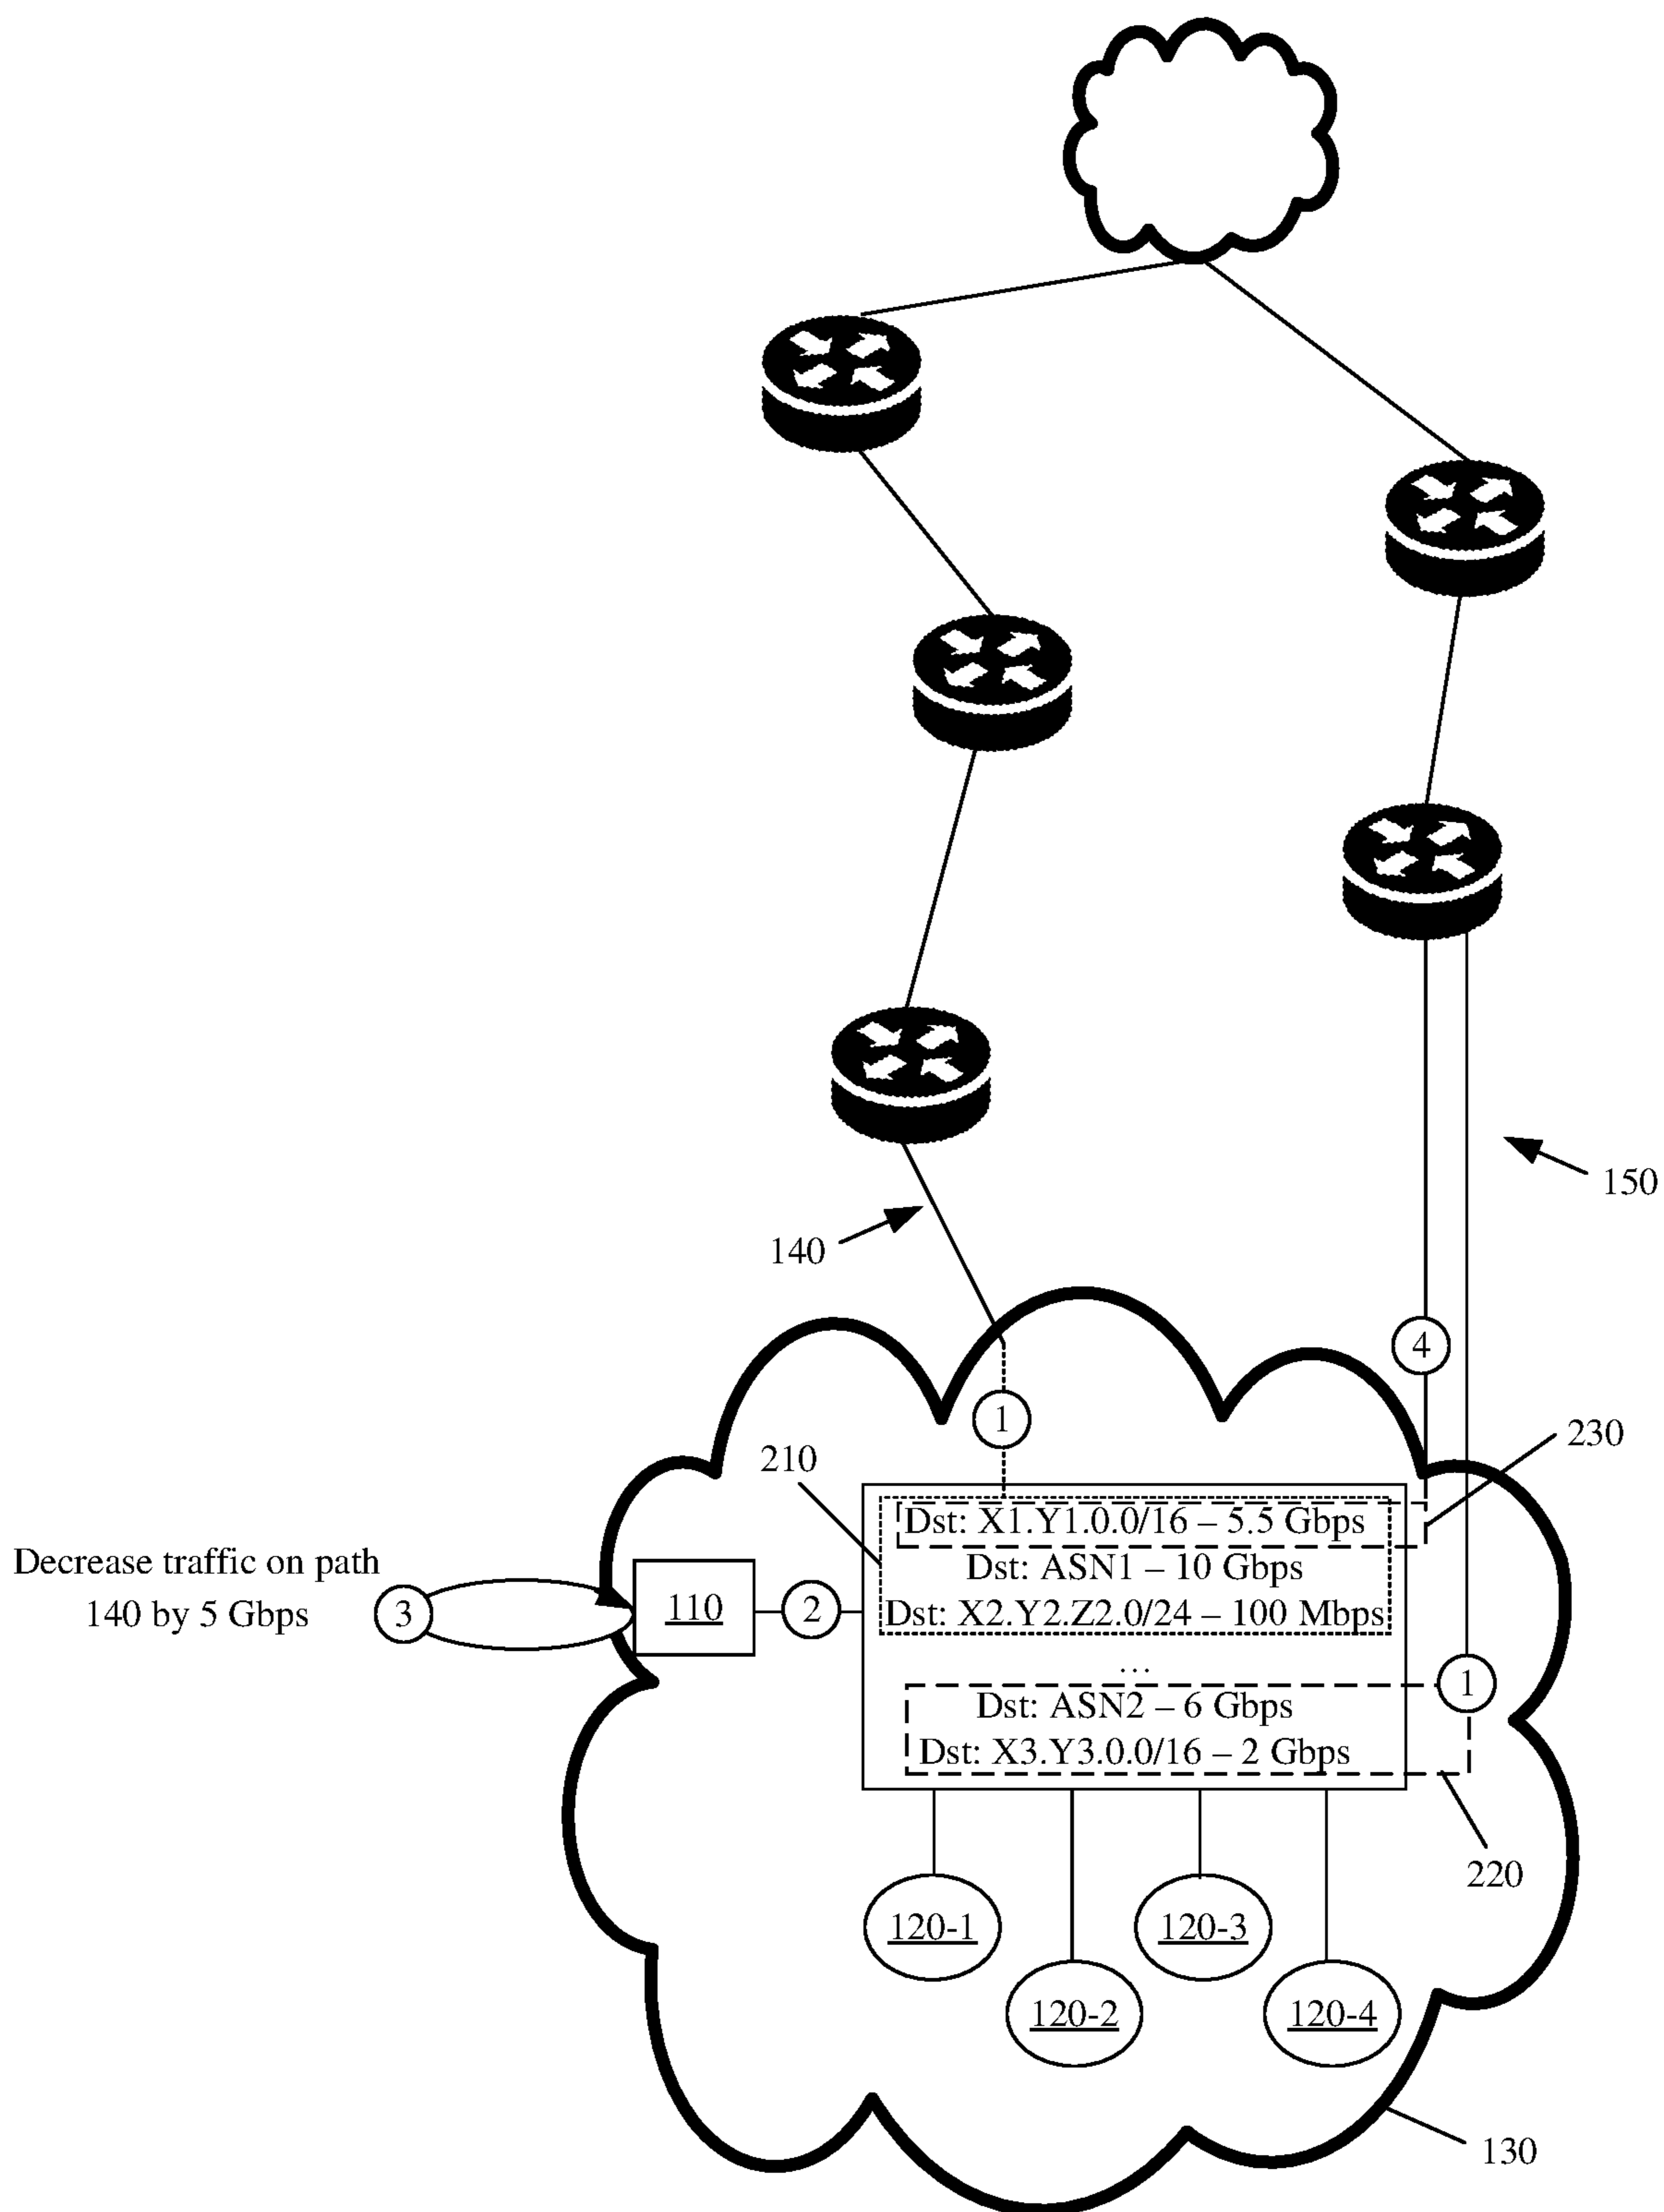 150
140
4
1
230
210
Dst: X1.Y1.0.0/16 – 5.5 Gbps
Decrease traffic on path
140 by 5 Gbps
3
110
2
Dst: ASN1 – 10 Gbps
Dst: X2.Y2.Z2.0/24 – 100 Mbps
...
1
Dst: ASN2 – 6 Gbps
Dst: X3.Y3.0.0/16 – 2 Gbps
220
120-1
120-3
120-2
120-4
130